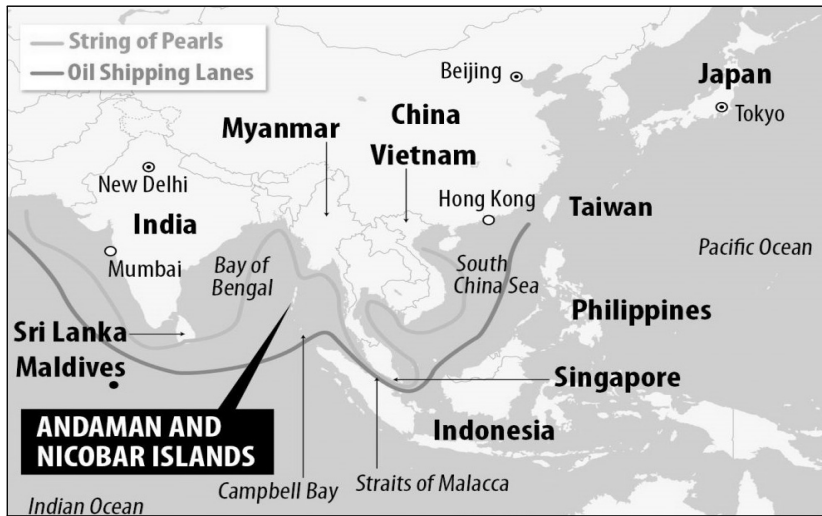 String of Pearls
Oil Shipping Lanes
Beijing
Japan
Tokyo
China
Myanmar
Vietnam
New Delhi
Hong Kong
Taiwan
India
Mumbai
Bay of
Bengal
South
China Sea
Pacific Ocean
Philippines
Sri Lanka
Maldives
Singapore
ANDAMAN AND
NICOBAR ISLANDS
Indonesia
Campbell Bay
Straits of Malacca
Indian Ocean